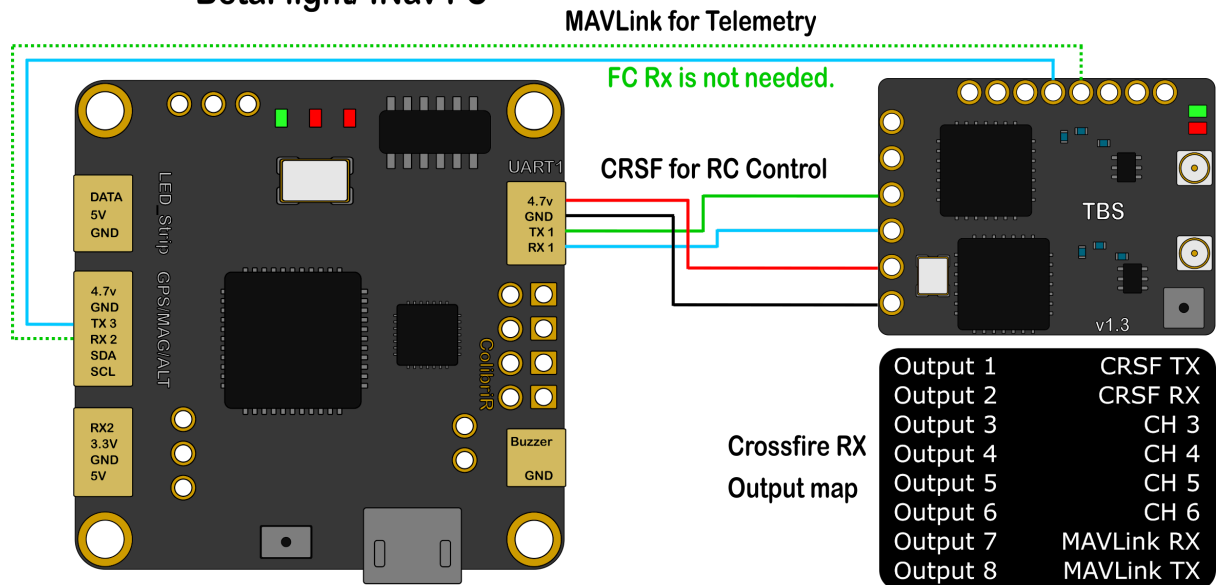 MAVLink for Telemetry
FC Rx is not needed.
CRSF for RC Control
UART1
4.7v
GND
TX 1
RX 1
LED_Strip
DATA
5V
GND
GPS/MAG/ALT
4.7v
GND
TX 3
RX 2
SDA
SCL
RX2
3.3V
GND
5V
ColibriR
Buzzer
GND
TBS
v1.3
Crossfire RX
Output map
Output 1 CRSF TX
Output 2 CRSF RX
Output 3 CH 3
Output 4 CH 4
Output 5 CH 5
Output 6 CH 6
Output 7 MAVLink RX
Output 8 MAVLink TX